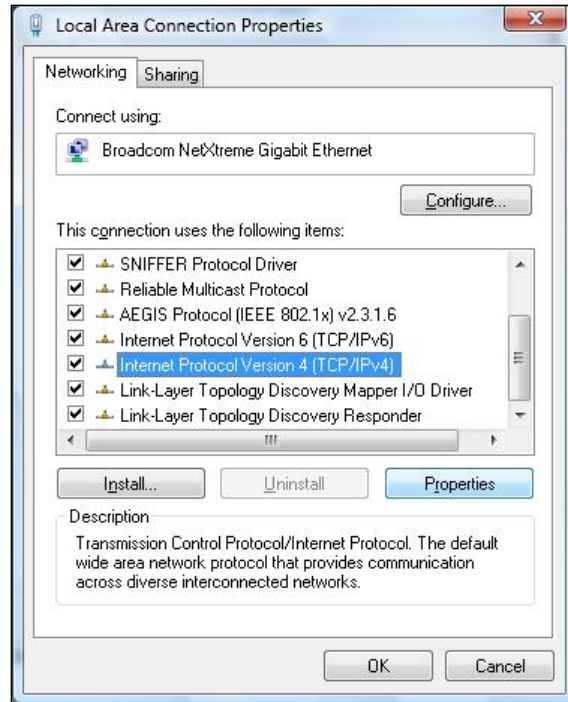 Local Area Connection Properties
Networking
Sharing
Connect using:
Broadcom NetXtreme Gigabit Ethernet
Configure...
This connection uses the following items:
SNIFFER Protocol Driver
Reliable Multicast Protocol
AEGIS Protocol (IEEE 802.1x) v2.3.1.6
Internet Protocol Version 6 (TCP/IPv6)
Internet Protocol Version 4 (TCP/IPv4)
Link-Layer Topology Discovery Mapper I/O Driver
Link-Layer Topology Discovery Responder
Install...
Uninstall
Properties
Description
Transmission Control Protocol/Internet Protocol. The default
wide area network protocol that provides communication
across diverse interconnected networks.
OK
Cancel